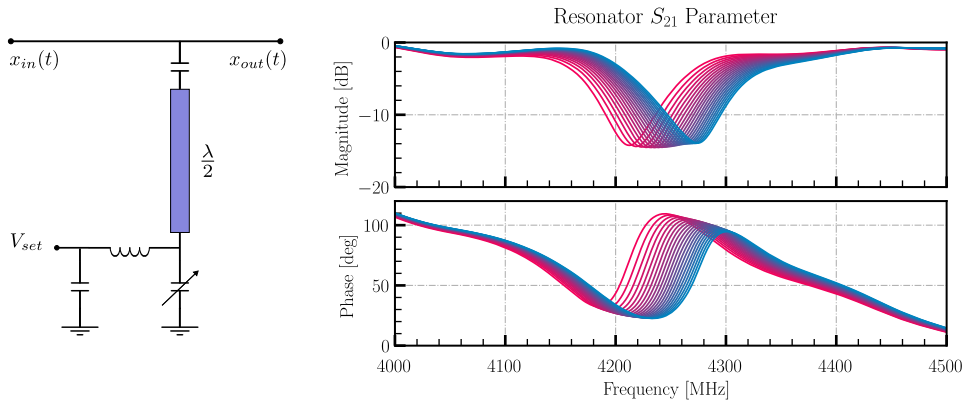 x_in(t)
x_out(t)
λ/2
V_set
Resonator S_21 Parameter
Magnitude [dB]
0
−10
−20
Phase [deg]
100
50
0
4000 4100 4200 4300 4400 4500
Frequency [MHz]